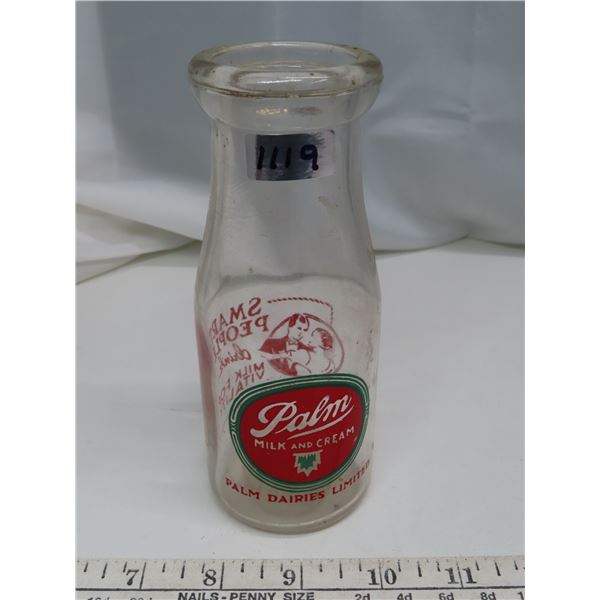 1119
SMART
PEOPLE
drink
MILK FOR
VITALITY
Palm
MILK AND CREAM
PALM DAIRIES LIMITED
7 8 9 10 11
NAILS-PENNY SIZE 2d 4d 6d 8d